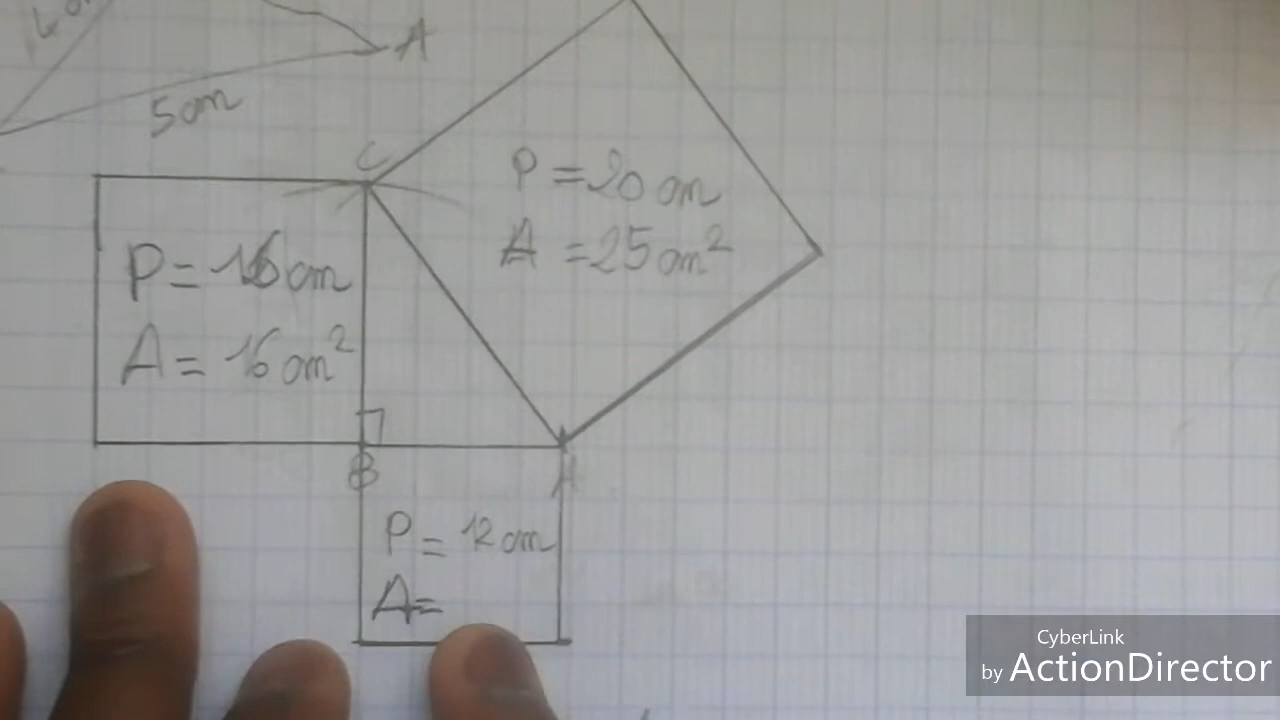 A
5cm
C
P = 20 cm
A = 25 cm²
P = 16 cm
A = 16 cm²
B
A
P = 12 cm
A =
CyberLink
by ActionDirector